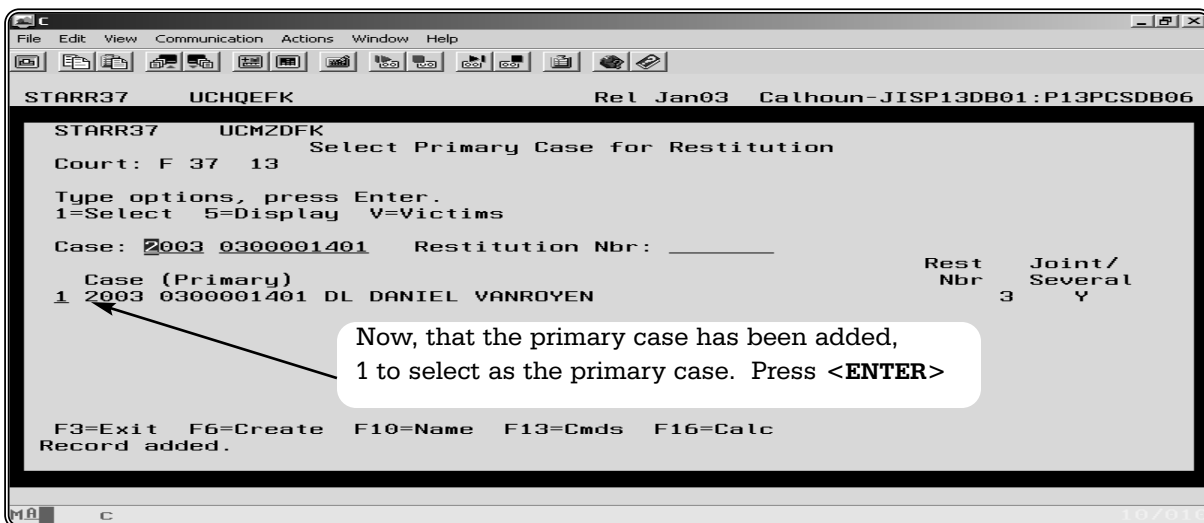 C
File Edit View Communication Actions Window Help
STARR37 UCHQEFK Rel Jan03 Calhoun-JISP13DB01:P13PCSDB06
STARR37 UCMZDFK
Select Primary Case for Restitution
Court: F 37 13
Type options, press Enter.
1=Select 5=Display V=Victims
Case: 2003 0300001401 Restitution Nbr:
Rest Joint/
Case (Primary) Nbr Several
1 2003 0300001401 DL DANIEL VANROYEN 3 Y
Now, that the primary case has been added,
1 to select as the primary case. Press <ENTER>
F3=Exit F6=Create F10=Name F13=Cmds F16=Calc
Record added.
MA C